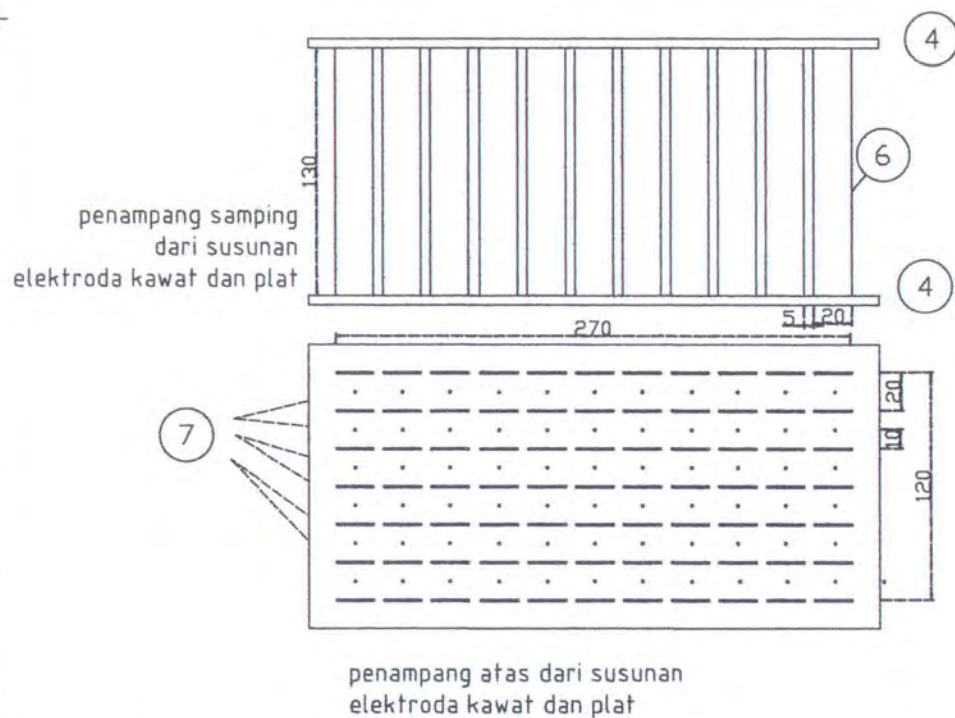 4
6
130
penampang samping
dari susunan
elektroda kawat dan plat
4
5 20
270
20
7
10
120
penampang atas dari susunan
elektroda kawat dan plat